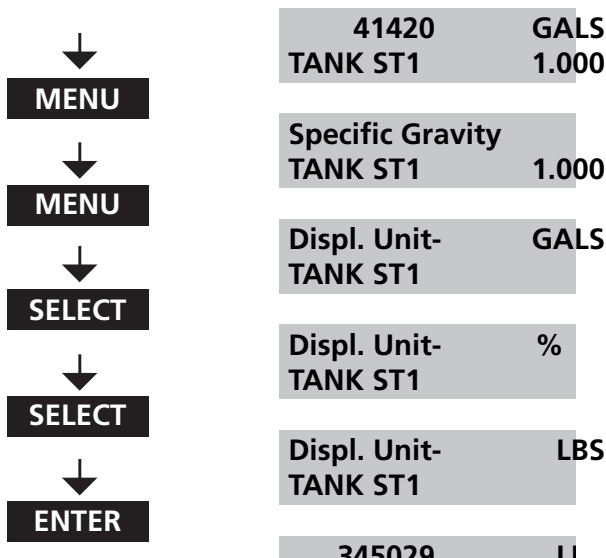 41420 GALS
TANK ST1 1.000
MENU
Specific Gravity
TANK ST1 1.000
MENU
Displ. Unit- GALS
TANK ST1
SELECT
Displ. Unit- %
TANK ST1
SELECT
Displ. Unit- LBS
TANK ST1
ENTER
345029